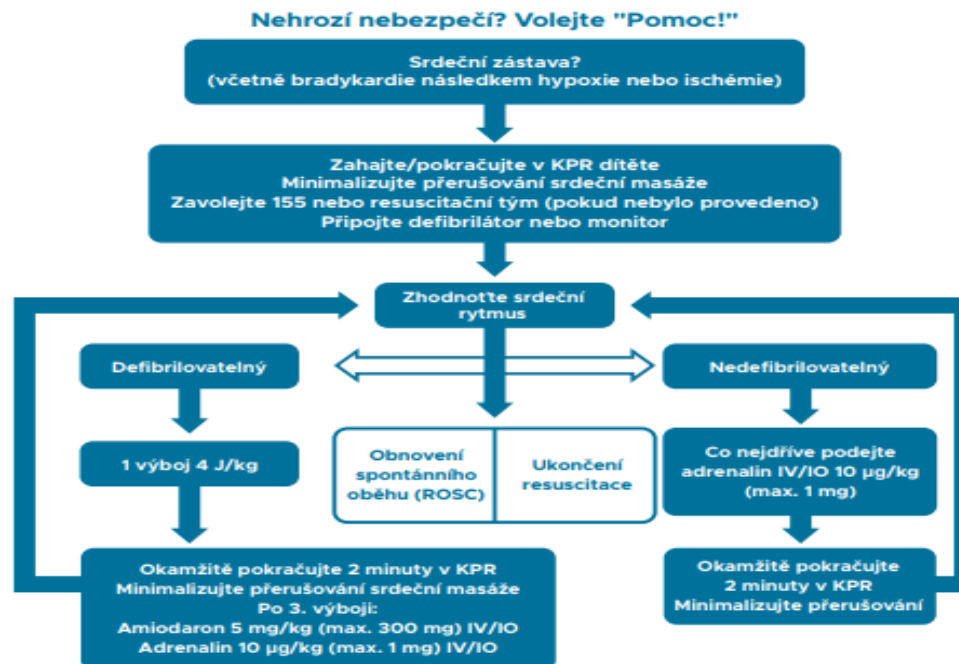 Nehrozí nebezpečí? Volejte "Pomoc!"
Srdeční zástava?
(včetně bradykardie následkem hypoxie nebo ischémie)
Zahajte/pokračujte v KPR dítěte
Minimalizujte přerušování srdeční masáže
Zavolejte 155 nebo resuscitační tým (pokud nebylo provedeno)
Připojte defibrilátor nebo monitor
Zhodnoťte srdeční
rytmus
Defibrilovatelný
1 výboj 4 J/kg
Okamžitě pokračujte 2 minuty v KPR
Minimalizujte přerušování srdeční masáže
Po 3. výboji:
Amiodaron 5 mg/kg (max. 300 mg) IV/IO
Adrenalin 10 µg/kg (max. 1 mg) IV/IO
Obnovení
spontánního
oběhu (ROSC)
Ukončení
resuscitace
Nedefibrilovatelný
Co nejdříve podejte
adrenalin IV/IO 10 µg/kg
(max. 1 mg)
Okamžitě pokračujte
2 minuty v KPR
Minimalizujte přerušování